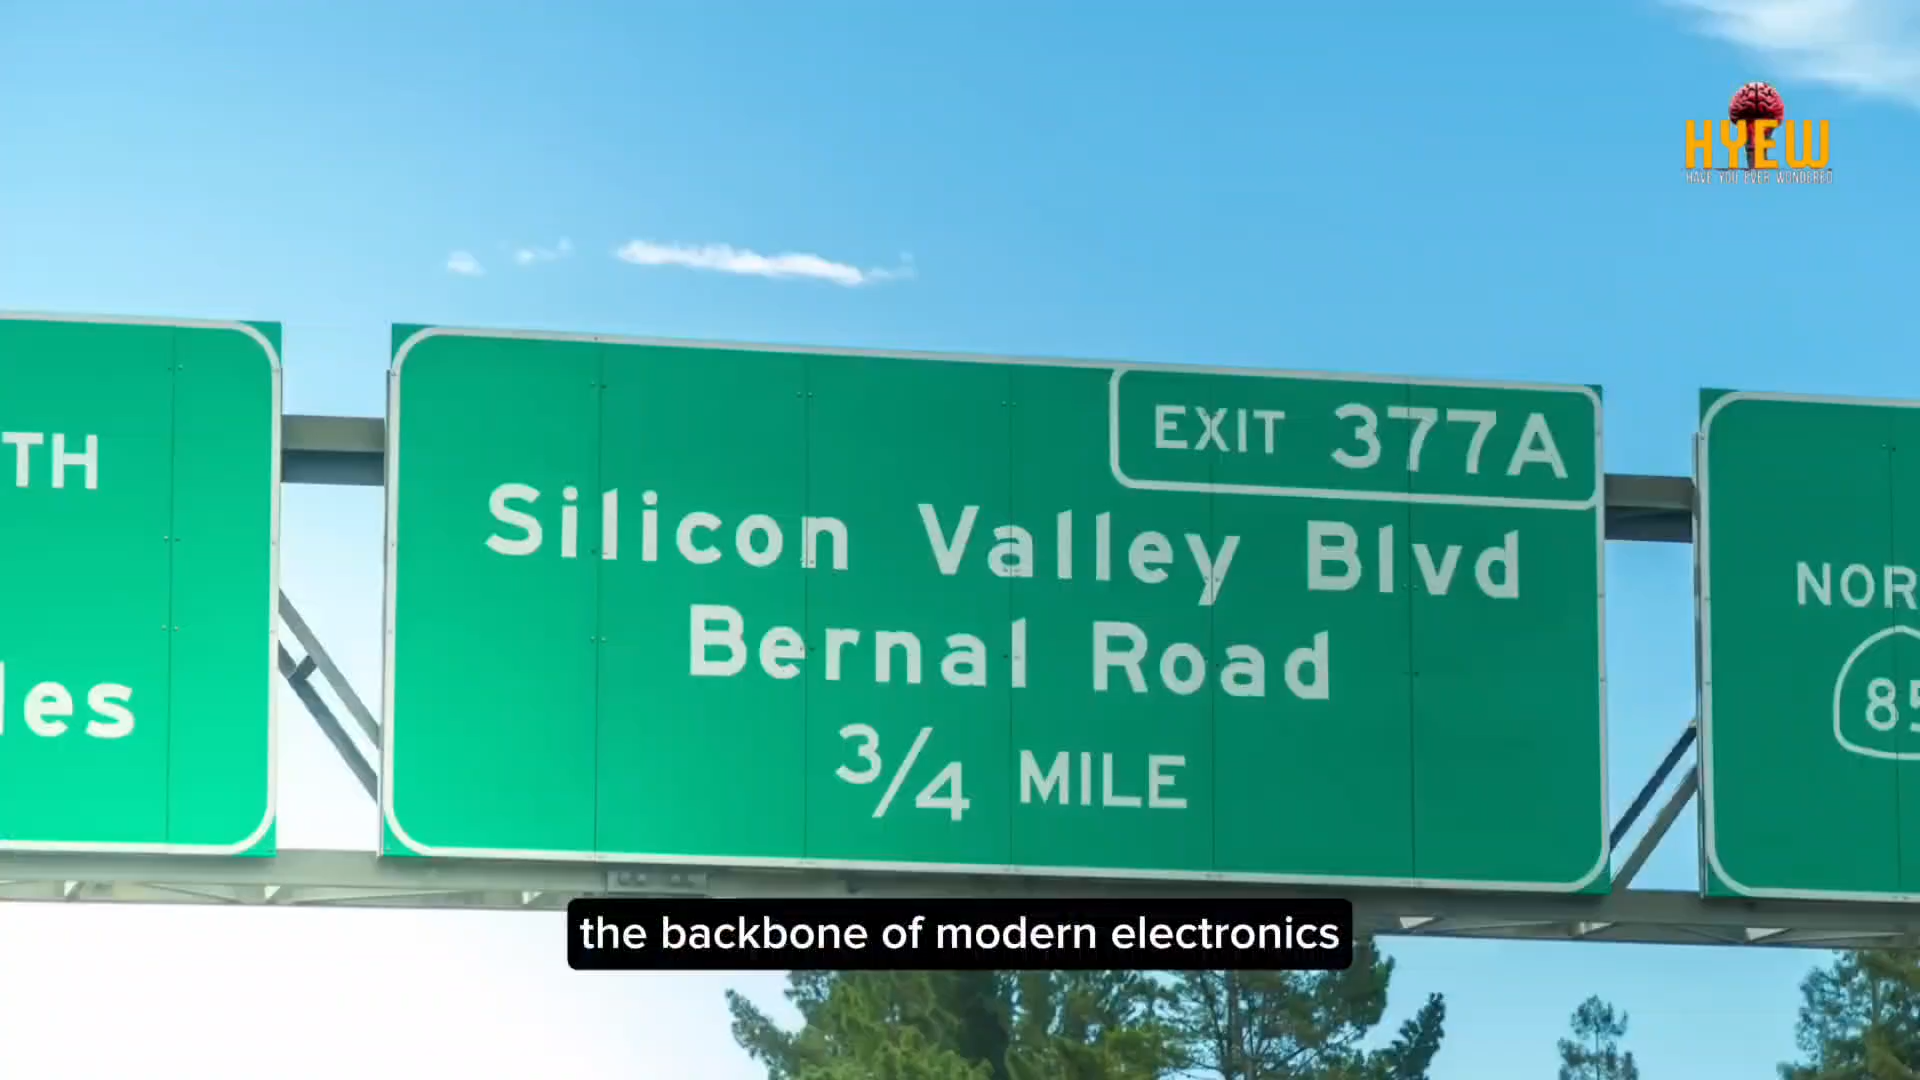 HYEW
HAVE YOU EVER WONDERED
TH
les
EXIT 377A
Silicon Valley Blvd
Bernal Road
3/4 MILE
NOR
85
the backbone of modern electronics